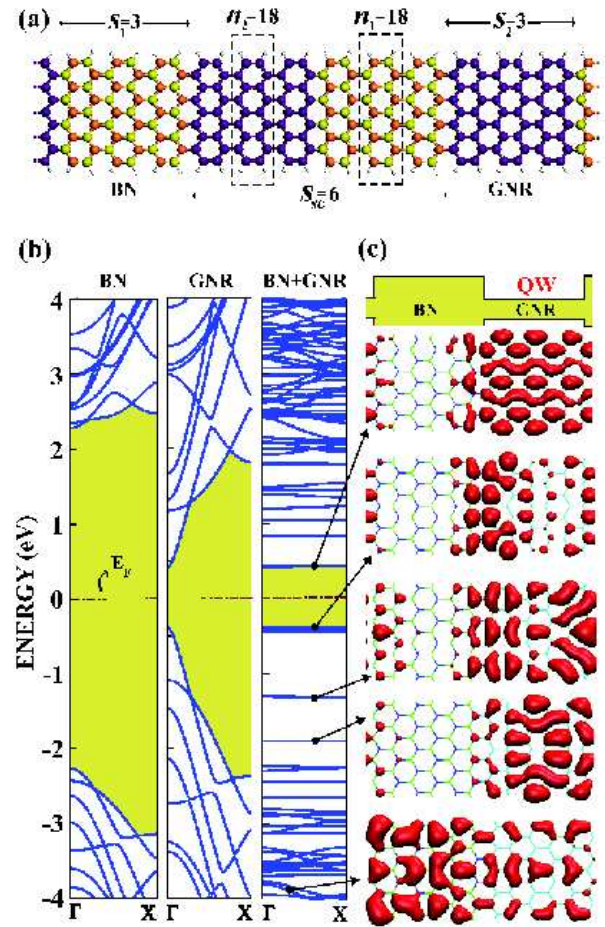 (a) S₁=3 n₂=18 n₁=18 S₂=3
BN S_SC=6 GNR
(b) (c)
BN GNR BN+GNR
QW
BN GNR
4
3
2
1
E_F
0
-1
-2
-3
-4
ENERGY (eV)
Γ X Γ X Γ X